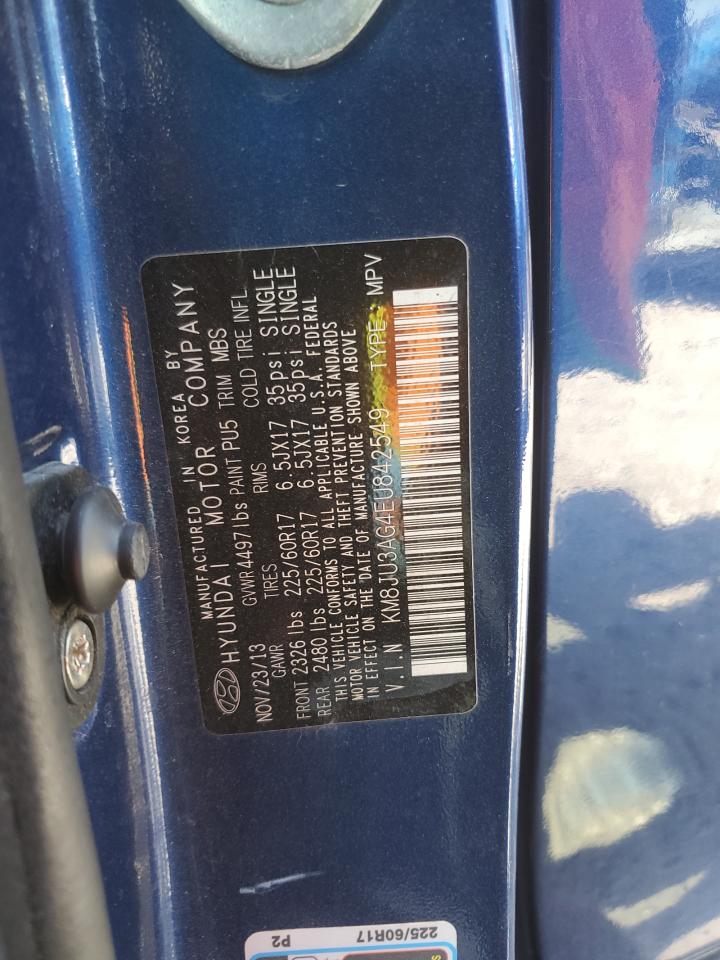 MANUFACTURED IN KOREA BY
HYUNDAI MOTOR COMPANY
NOV/23/13 GVWR4497 lbs PAINT PU5 TRIM MBS
GAWR TIRES RIMS COLD TIRE INFL.
FRONT 2326 lbs 225/60R17 6.5JX17 35psi SINGLE
REAR 2480 lbs 225/60R17 6.5JX17 35psi SINGLE
THIS VEHICLE CONFORMS TO ALL APPLICABLE U.S.A. FEDERAL
MOTOR VEHICLE SAFETY AND THEFT PREVENTION STANDARDS
IN EFFECT ON THE DATE OF MANUFACTURE SHOWN ABOVE
V.I.N KM8JU3AG4EU842549 TYPE: MPV
225/60R17
P2